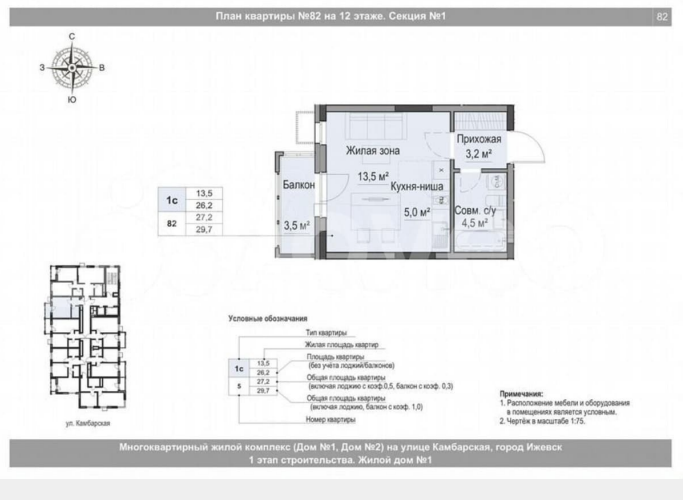 План квартиры №82 на 12 этаже. Секция №1
82
С
З
В
Ю
Прихожая
3,2 м²
Жилая зона
13,5 м²
Балкон
3,5 м²
Кухня-ниша
5,0 м²
Совм. с/у
4,5 м²
1с
13,5
26,2
82
27,2
29,7
ул. Камбарская
Условные обозначения
Тип квартиры
Жилая площадь квартир
Площадь квартиры
(без учёта лоджий/балконов)
Общая площадь квартиры
(включая лоджию с коэф.0,5, балкон с коэф. 0,3)
Общая площадь квартиры
(включая лоджию, балкон с коэф. 1,0)
Номер квартиры
1с
13,5
26,2
5
27,2
29,7
Примечания:
1. Расположение мебели и оборудования
в помещениях является условным.
2. Чертёж в масштабе 1:75.
Многоквартирный жилой комплекс (Дом №1, Дом №2) на улице Камбарская, город Ижевск
1 этап строительства. Жилой дом №1